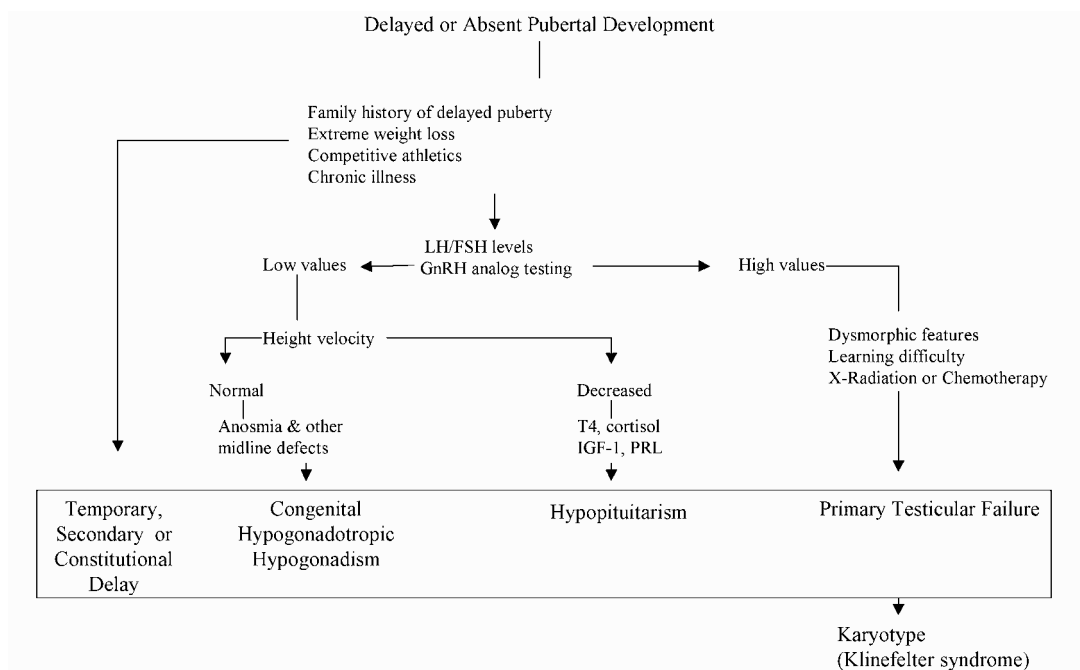 Delayed or Absent Pubertal Development
Family history of delayed puberty
Extreme weight loss
Competitive athletics
Chronic illness
LH/FSH levels
GnRH analog testing
Low values
High values
Height velocity
Dysmorphic features
Learning difficulty
X-Radiation or Chemotherapy
Normal
Decreased
Anosmia & other
midline defects
T4, cortisol
IGF-1, PRL
Temporary,
Secondary or
Constitutional
Delay
Congenital
Hypogonadotropic
Hypogonadism
Hypopituitarism
Primary Testicular Failure
Karyotype
(Klinefelter syndrome)